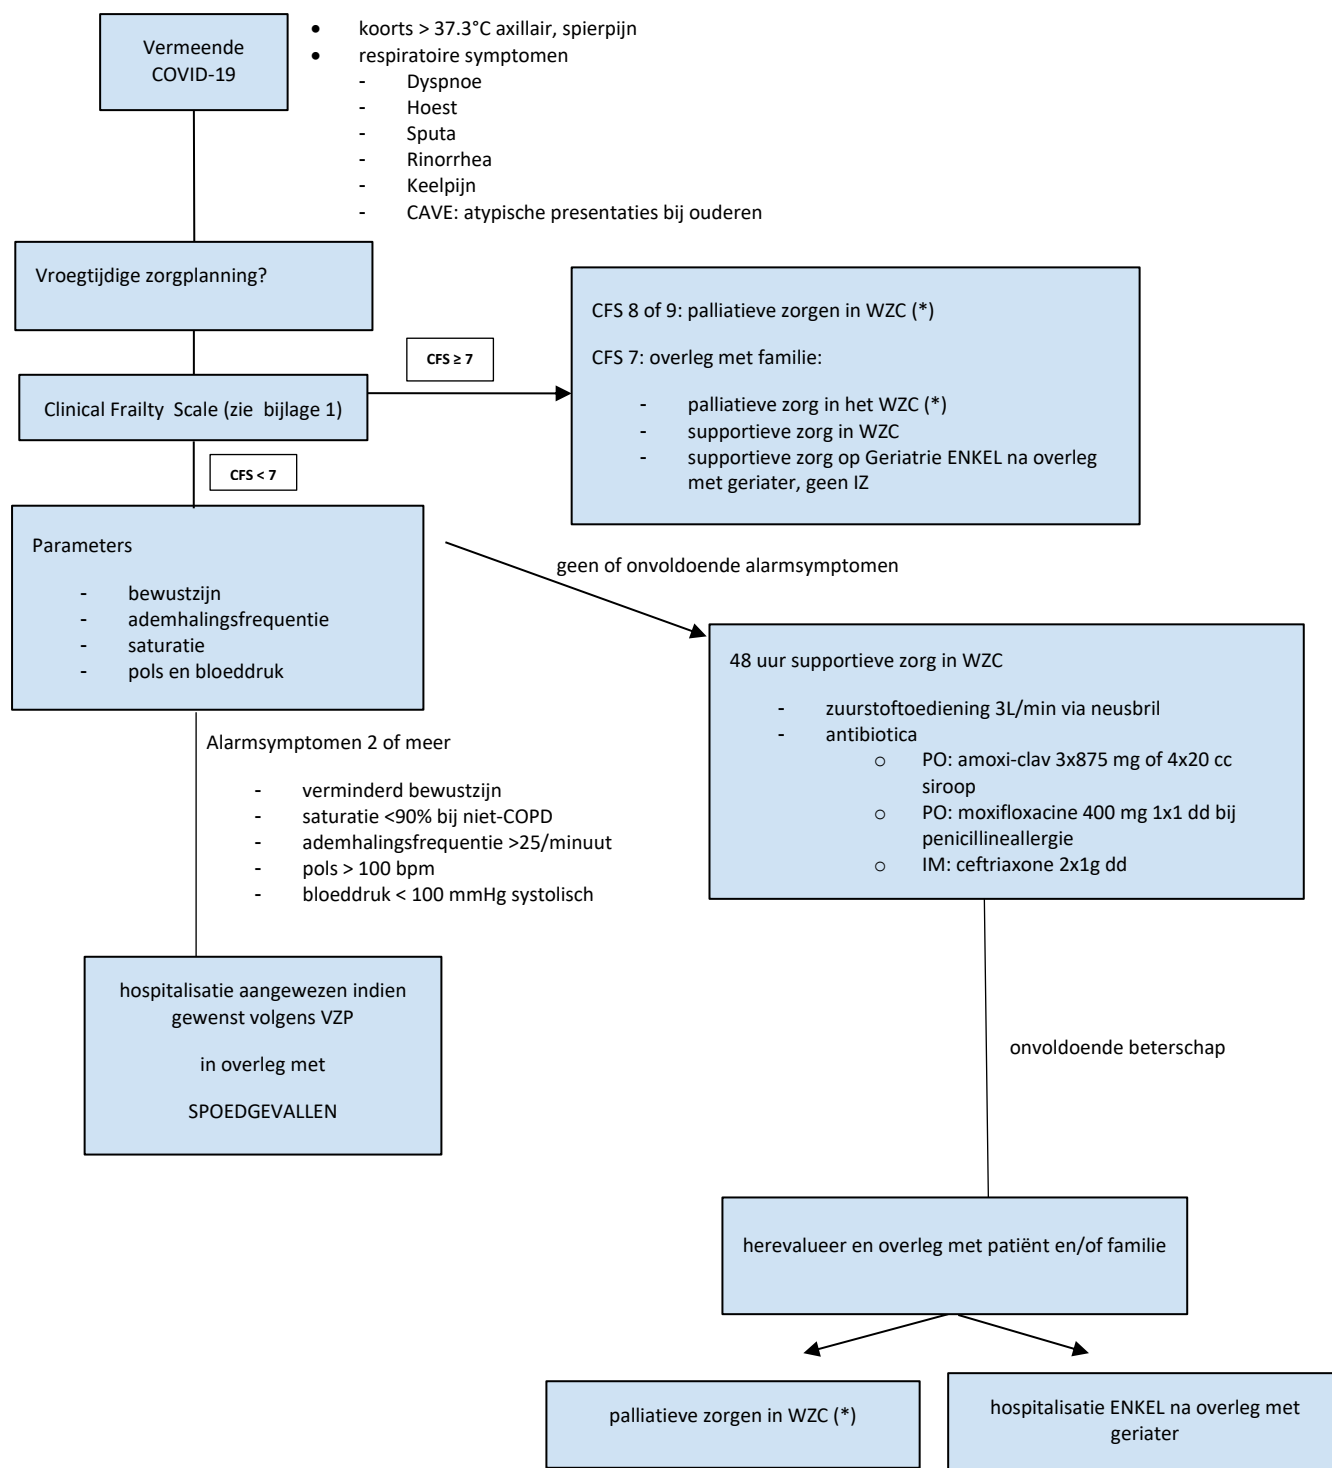 Vermeende
COVID-19
• koorts > 37.3°C axillair, spierpijn
• respiratoire symptomen
- Dyspnoe
- Hoest
- Sputa
- Rinorrhea
- Keelpijn
- CAVE: atypische presentaties bij ouderen
Vroegtijdige zorgplanning?
Clinical Frailty Scale (zie bijlage 1)
CFS ≥ 7
CFS 8 of 9: palliatieve zorgen in WZC (*)
CFS 7: overleg met familie:
- palliatieve zorg in het WZC (*)
- supportieve zorg in WZC
- supportieve zorg op Geriatrie ENKEL na overleg
met geriater, geen IZ
CFS < 7
Parameters
- bewustzijn
- ademhalingsfrequentie
- saturatie
- pols en bloeddruk
geen of onvoldoende alarmsymptomen
48 uur supportieve zorg in WZC
- zuurstoftoediening 3L/min via neusbril
- antibiotica
o PO: amoxi-clav 3x875 mg of 4x20 cc
siroop
o PO: moxifloxacine 400 mg 1x1 dd bij
penicillineallergie
o IM: ceftriaxone 2x1g dd
Alarmsymptomen 2 of meer
- verminderd bewustzijn
- saturatie <90% bij niet-COPD
- ademhalingsfrequentie >25/minuut
- pols > 100 bpm
- bloeddruk < 100 mmHg systolisch
hospitalisatie aangewezen indien
gewenst volgens VZP
in overleg met
SPOEDGEVALLEN
onvoldoende beterschap
herevalueer en overleg met patiënt en/of familie
palliatieve zorgen in WZC (*)
hospitalisatie ENKEL na overleg met
geriater